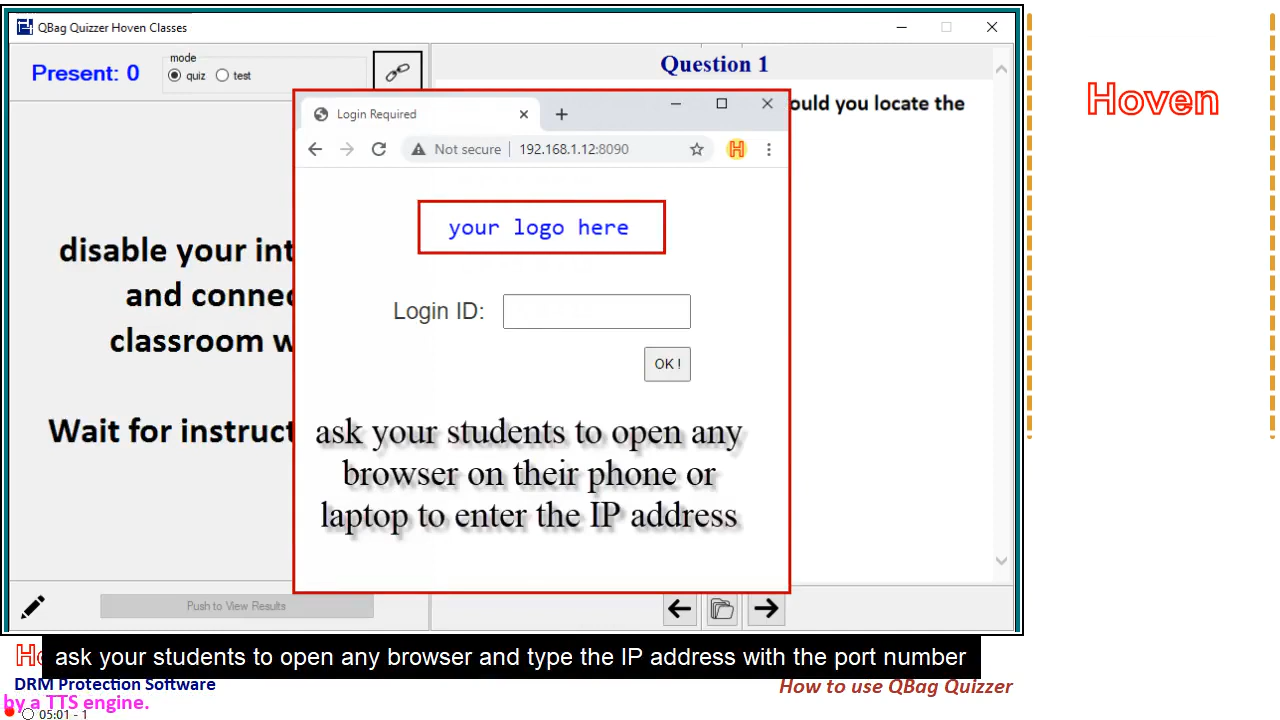 QBag Quizzer Hoven Classes
Present: 0
mode
quiz
test
Question 1
ould you locate the
Hoven
Login Required
Not secure
192.168.1.12:8090
H
your logo here
Login ID:
OK !
disable your int
and connec
classroom w
Wait for instruct
ask your students to open any
browser on their phone or
laptop to enter the IP address
Push to View Results
ask your students to open any browser and type the IP address with the port number
DRM Protection Software
How to use QBag Quizzer
by a TTS engine.
05:01 - 1